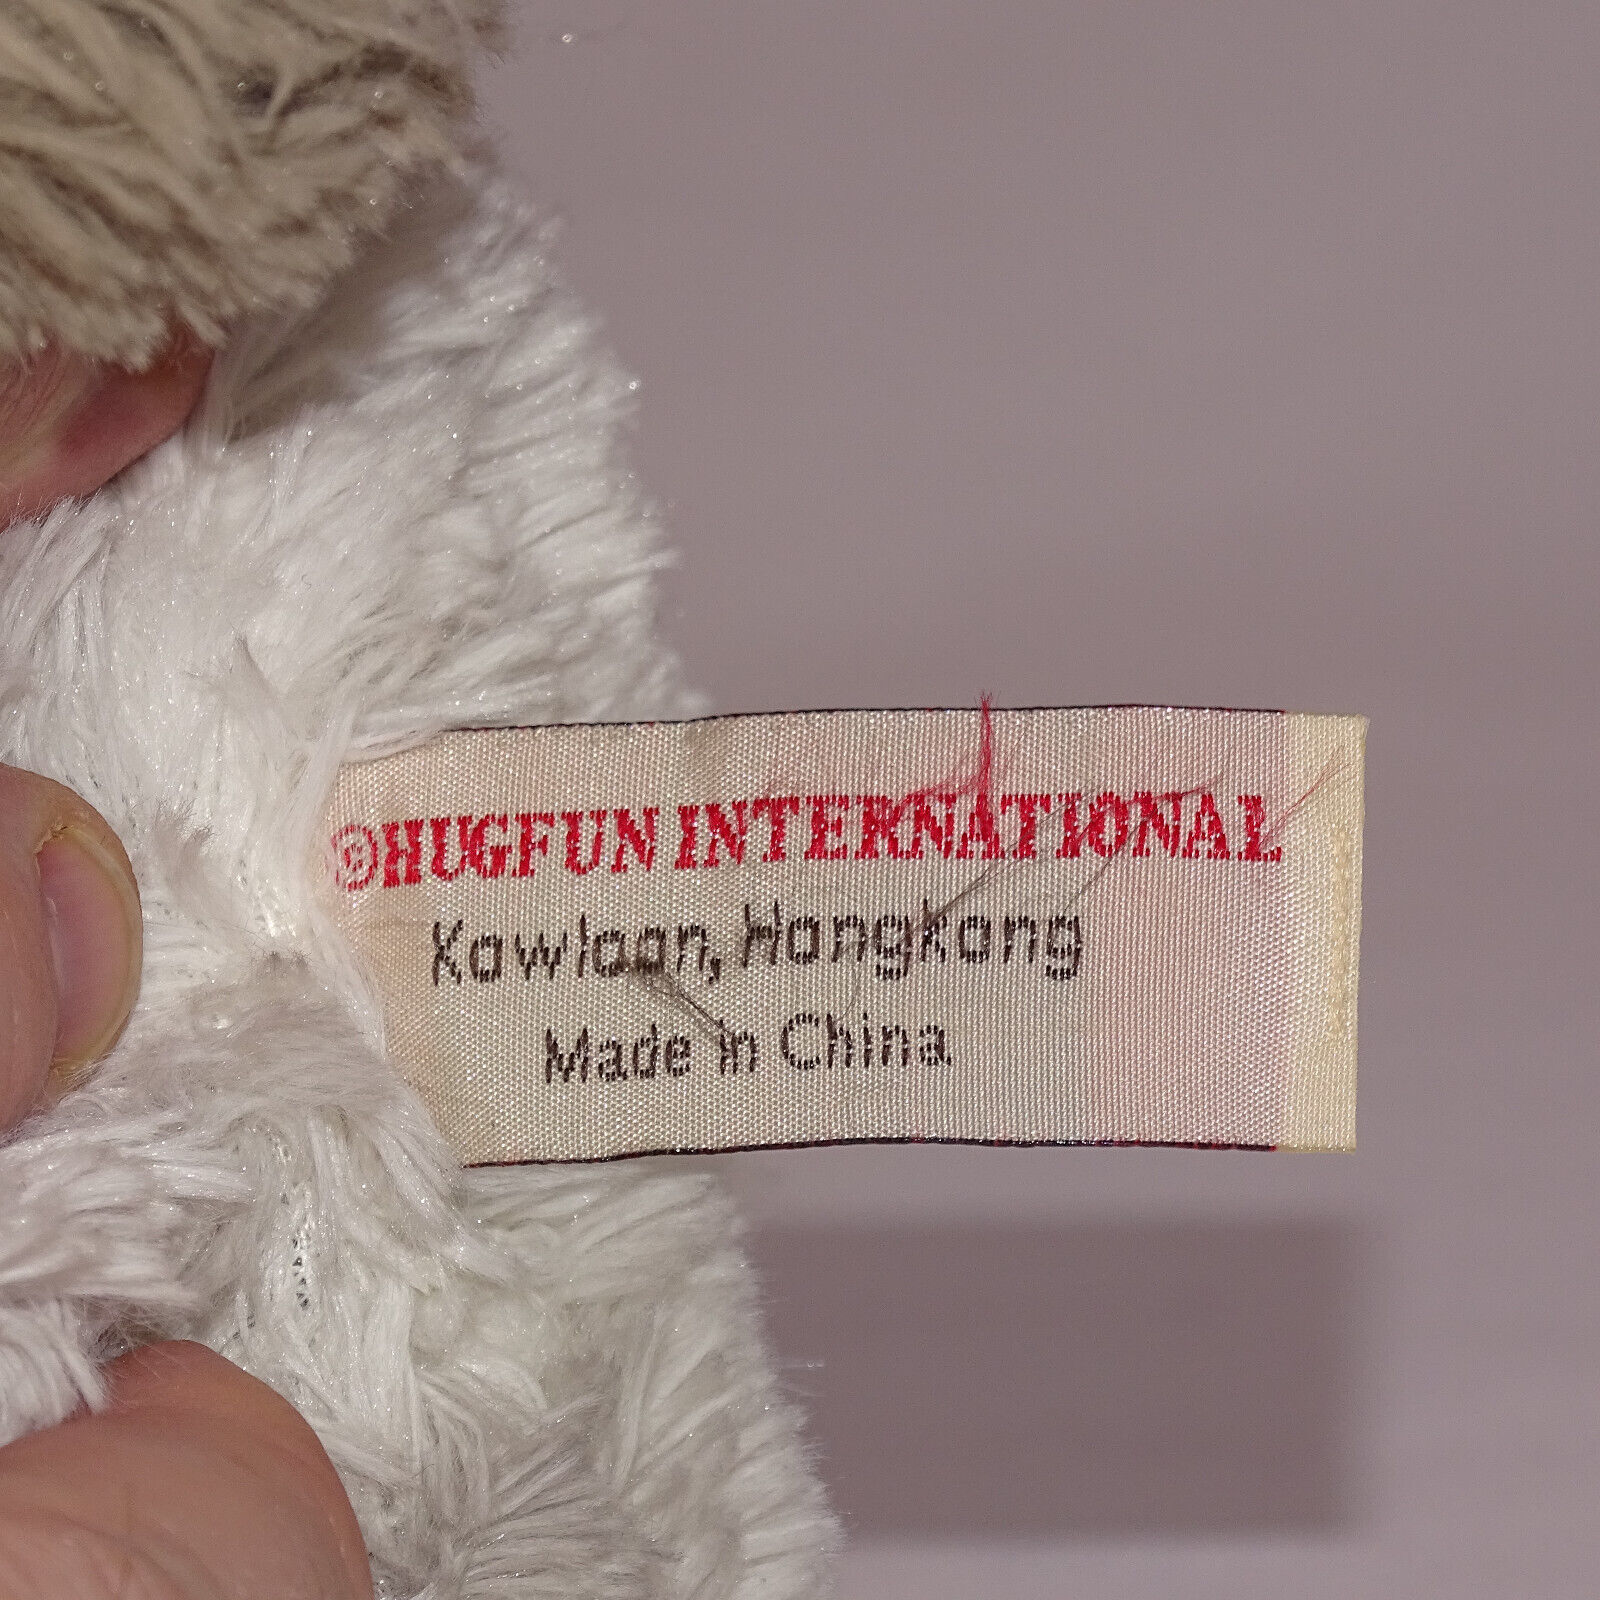 ©HUGFUN INTERNATIONAL
Kowloon, Hongkong
Made in China